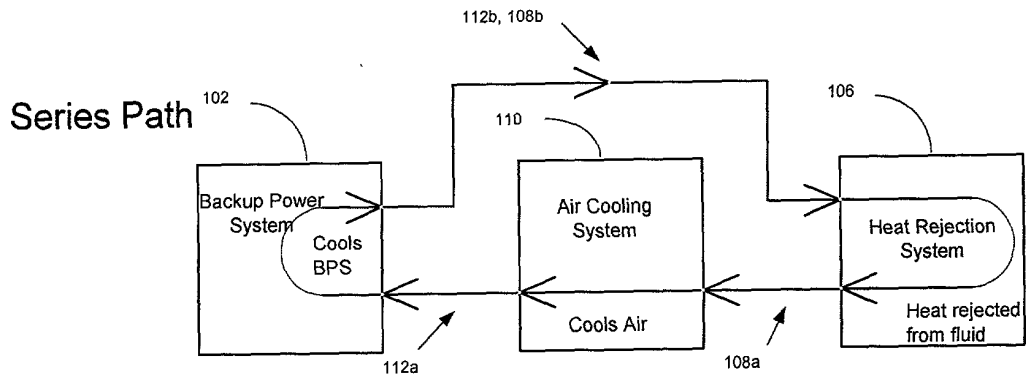 112b, 108b
Series Path
102
110
106
Backup Power
System
Cools
BPS
Air Cooling
System
Cools Air
Heat Rejection
System
Heat rejected
from fluid
112a
108a